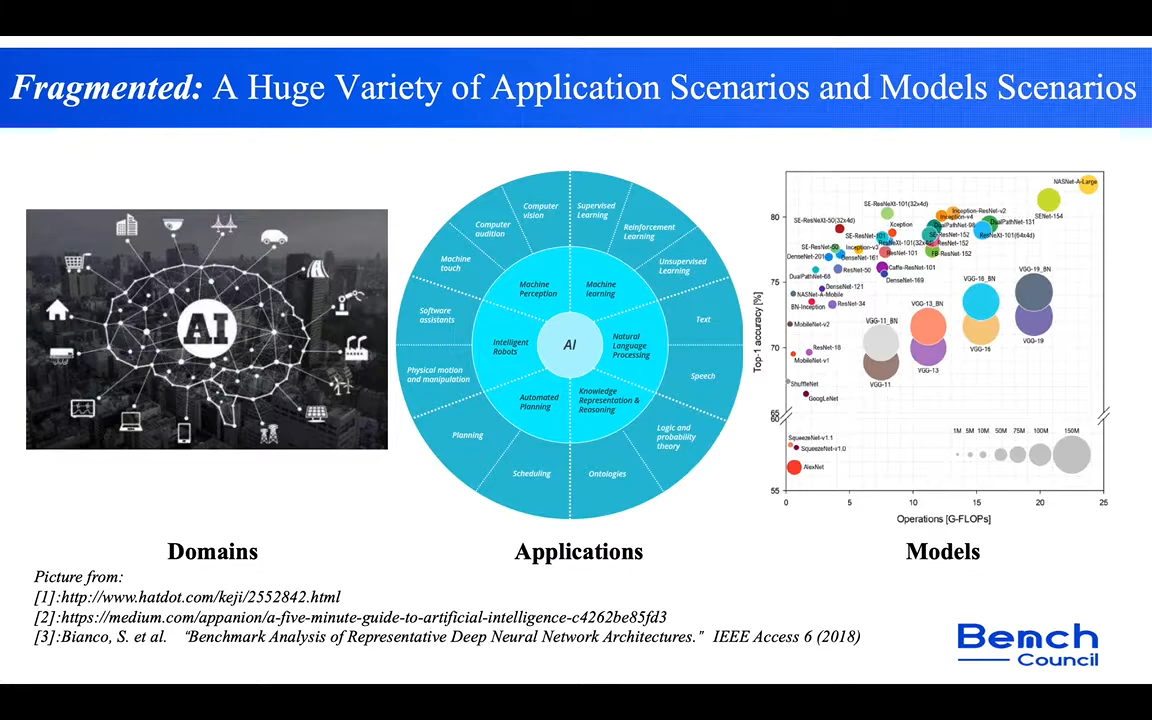 Fragmented: A Huge Variety of Application Scenarios and Models Scenarios
AI
Computer
vision
Supervised
Learning
Computer
audition
Reinforcement
Learning
Machine
touch
Unsupervised
Learning
Software
assistants
Text
Physical motion
and manipulation
Speech
Planning
Logic and
probability
theory
Scheduling
Ontologies
Machine
Perception
Machine
learning
Intelligent
Robots
AI
Natural
Language
Processing
Automated
Planning
Knowledge
Representation &
Reasoning
Top-1 accuracy [%]
80
75
70
65
60
55
NASNet-A-Large
SE-ResNeXt-101(32x4d)
Inception-ResNet-v2
SENet-154
SE-ResNeXt-50(32x4d)
Xception
Inception-v4
DualPathNet-131
DualPathNet-98
SE-ResNet-101
SE-ResNet-152
ResNeXt-101(64x4d)
ResNeXt-101(32x4d)
ResNet-152
SE-ResNet-50
Inception-v3
ResNet-101
FB-ResNet-152
DenseNet-201
DenseNet-161
DualPathNet-68
ResNet-50
Caffe-ResNet-101
DenseNet-169
VGG-16_BN
VGG-19_BN
DenseNet-121
NASNet-A-Mobile
BN-Inception
ResNet-34
VGG-13_BN
VGG-11_BN
MobileNet-v2
VGG-19
ResNet-18
VGG-16
MobileNet-v1
VGG-13
ShuffleNet
VGG-11
GoogLeNet
1M 5M 10M 50M 75M 100M 150M
SqueezeNet-v1.1
SqueezeNet-v1.0
AlexNet
0 5 10 15 20 25
Operations [G-FLOPs]
Domains
Applications
Models
Picture from:
[1]:http://www.hatdot.com/keji/2552842.html
[2]:https://medium.com/appanion/a-five-minute-guide-to-artificial-intelligence-c4262be85fd3
[3]:Bianco, S. et al. “Benchmark Analysis of Representative Deep Neural Network Architectures.” IEEE Access 6 (2018)
Bench
Council